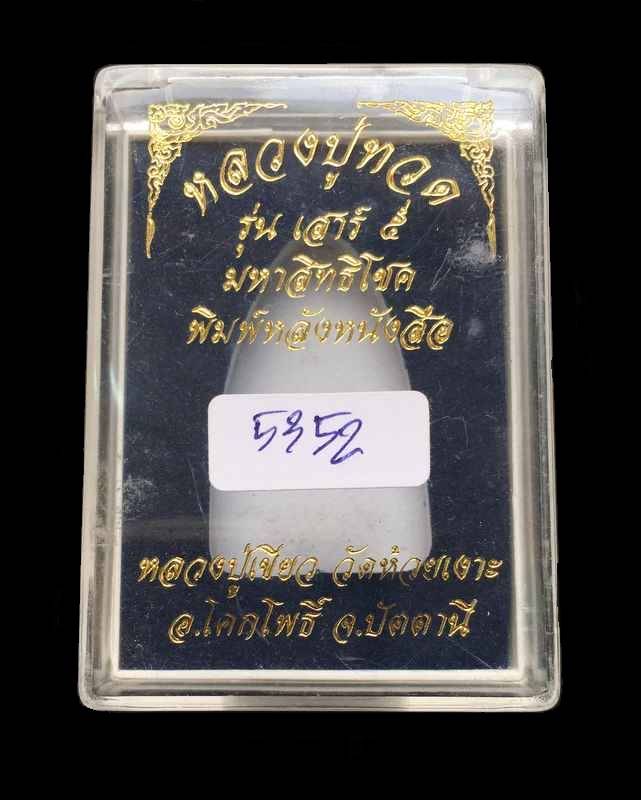 หลวงปู่ทวด
รุ่น เสาร์ ๕
มหาสิทธิโชค
พิมพ์หลังหนังสือ
5352
หลวงปู่เขียว วัดห้วยเงาะ
อ.โคกโพธิ์ จ.ปัตตานี